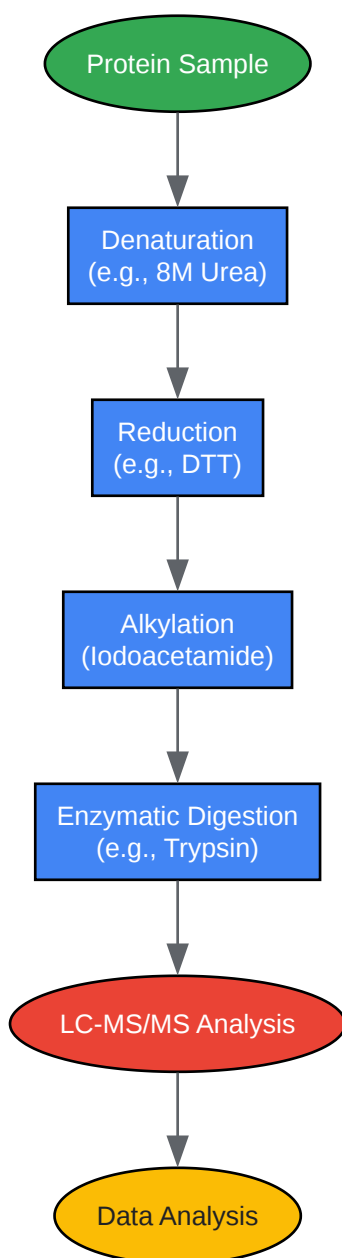 Protein Sample
Denaturation
(e.g., 8M Urea)
Reduction
(e.g., DTT)
Alkylation
(Iodoacetamide)
Enzymatic Digestion
(e.g., Trypsin)
LC-MS/MS Analysis
Data Analysis